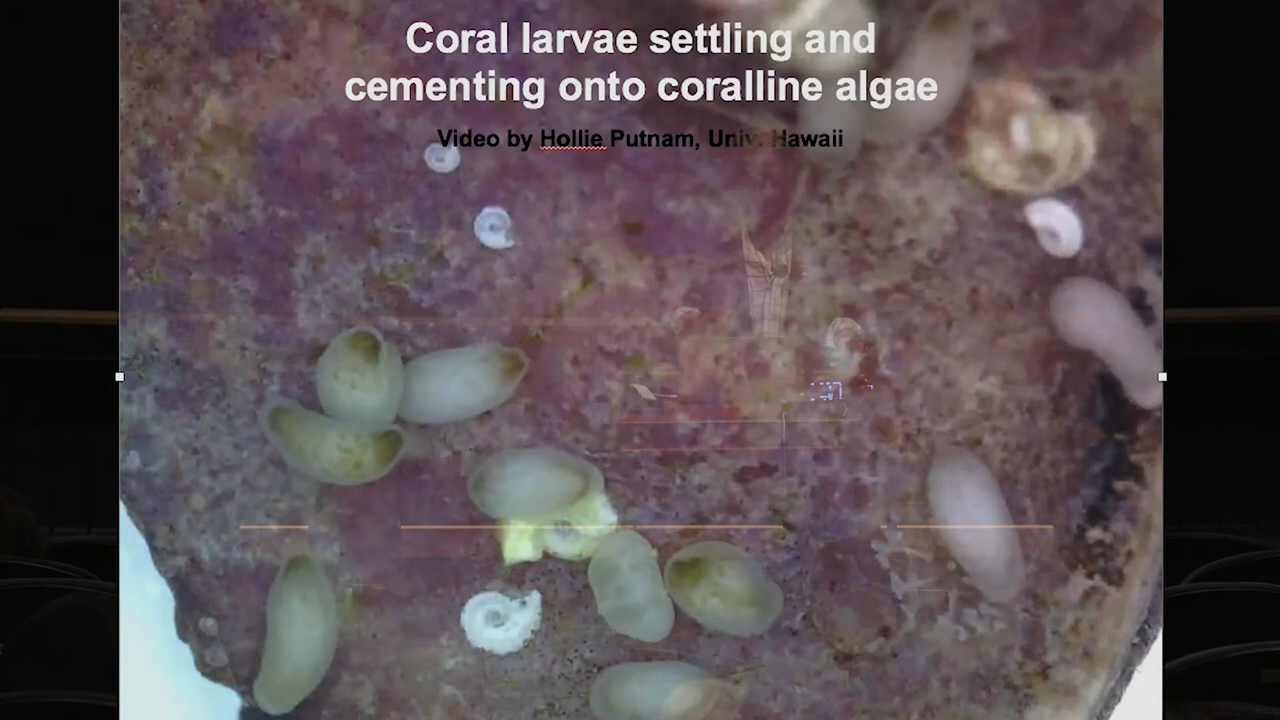 Coral larvae settling and
cementing onto coralline algae
Video by Hollie Putnam, Univ. Hawaii